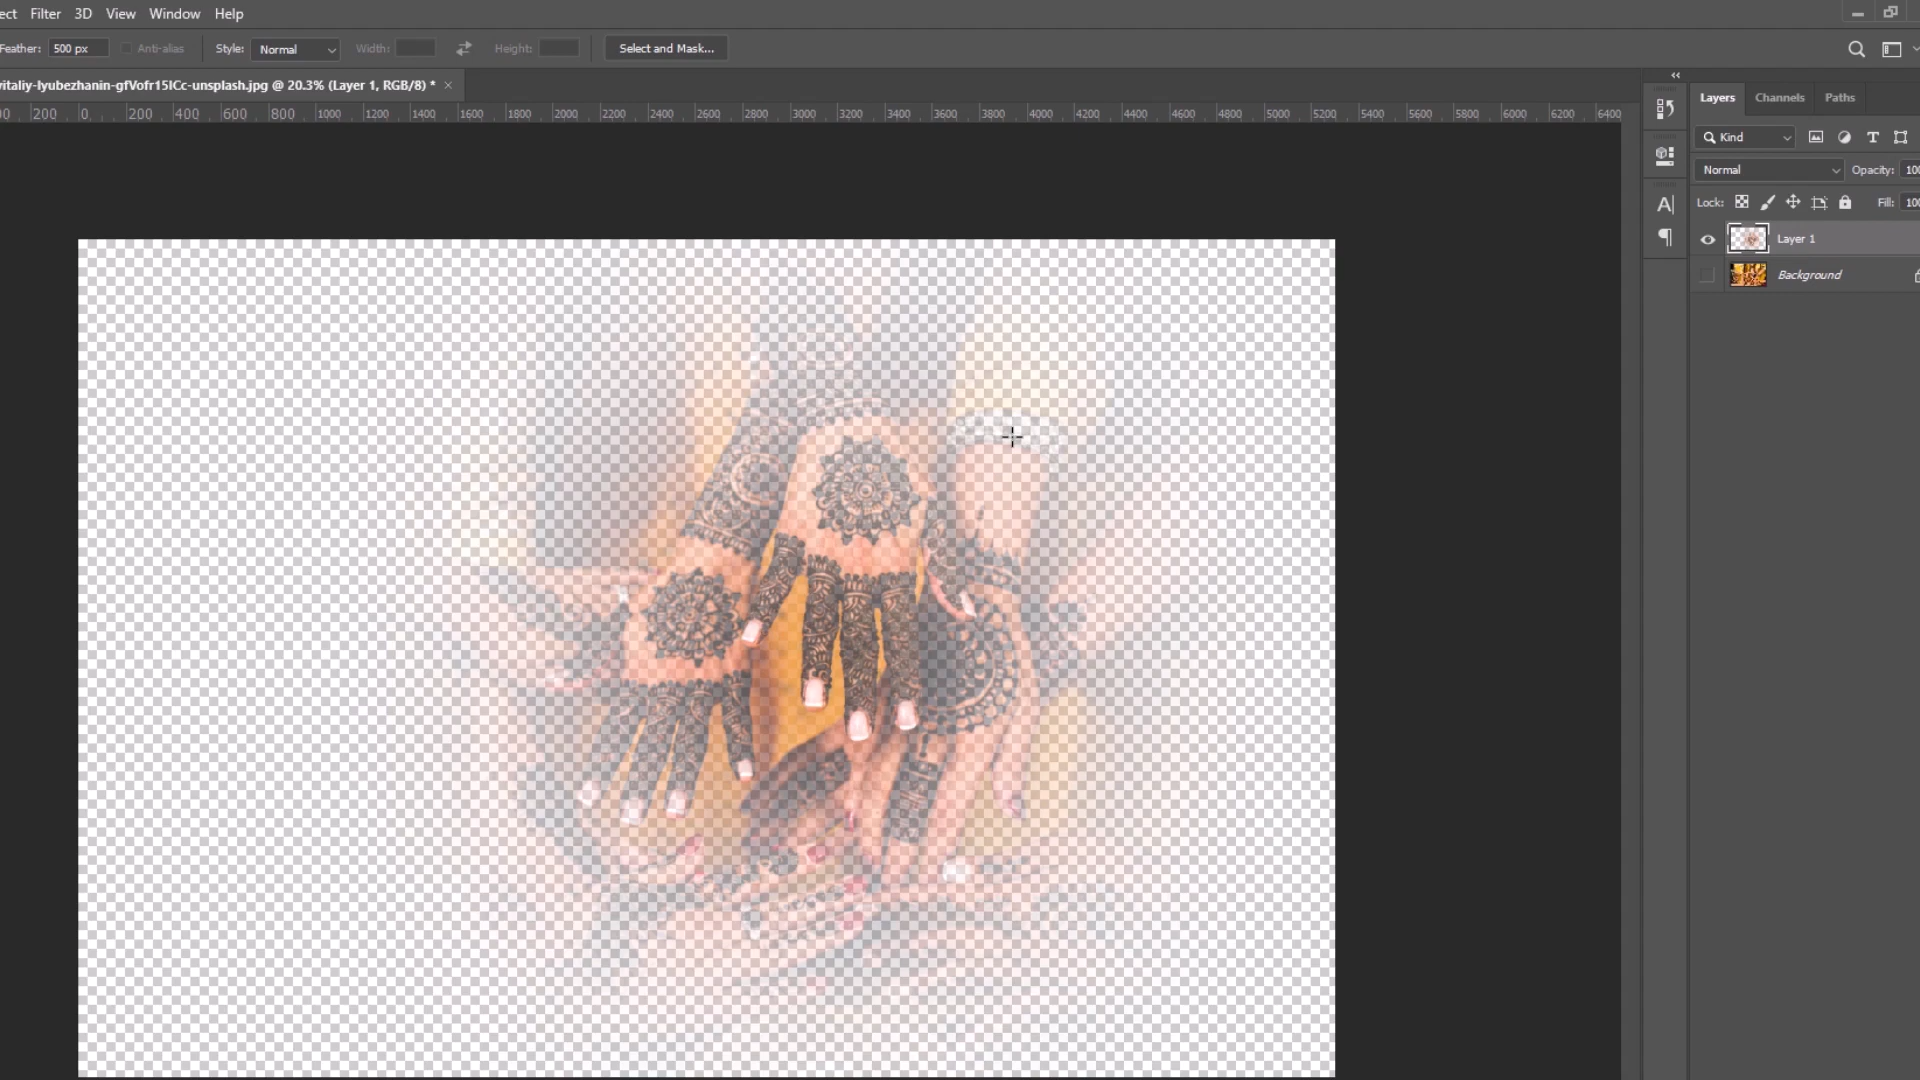 ect Filter 3D View Window Help
Feather: 500 px Anti-alias Style: Normal Width: Height: Select and Mask...
vitaliy-lyubezhanin-gfVofr15lCc-unsplash.jpg @ 20.3% (Layer 1, RGB/8) * ×
00 200 0 200 400 600 800 1000 1200 1400 1600 1800 2000 2200 2400 2600 2800 3000 3200 3400 3600 3800 4000 4200 4400 4600 4800 5000 5200 5400 5600 5800 6000 6200 6400
Layers Channels Paths
Kind
Normal Opacity: 100
Lock: Fill: 100
Layer 1
Background